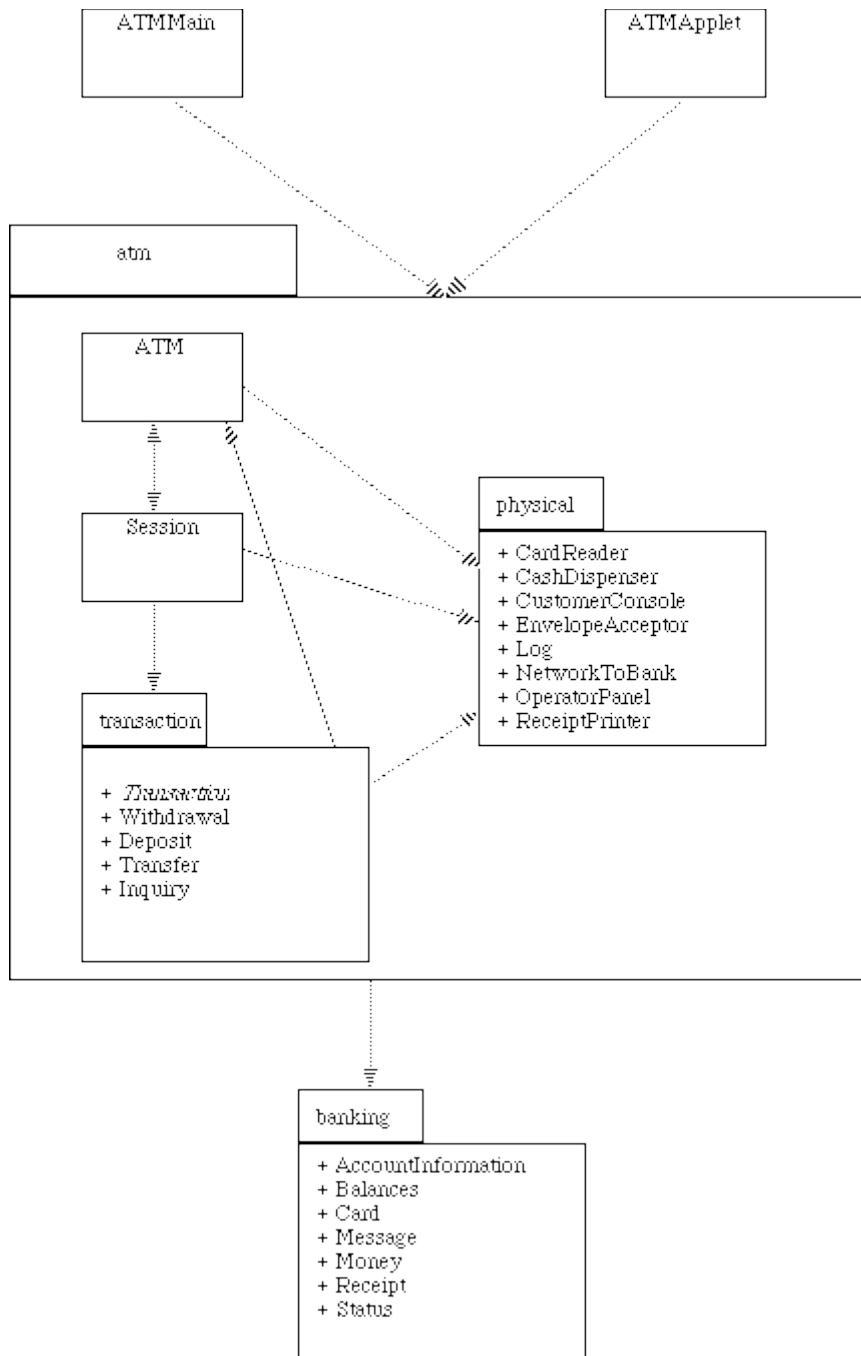 ATMMain
ATMApplet
atm
ATM
Session
physical
+ CardReader
+ CashDispenser
+ CustomerConsole
+ EnvelopeAcceptor
+ Log
+ NetworkToBank
+ OperatorPanel
+ ReceiptPrinter
transaction
+ Transaction
+ Withdrawal
+ Deposit
+ Transfer
+ Inquiry
banking
+ AccountInformation
+ Balances
+ Card
+ Message
+ Money
+ Receipt
+ Status